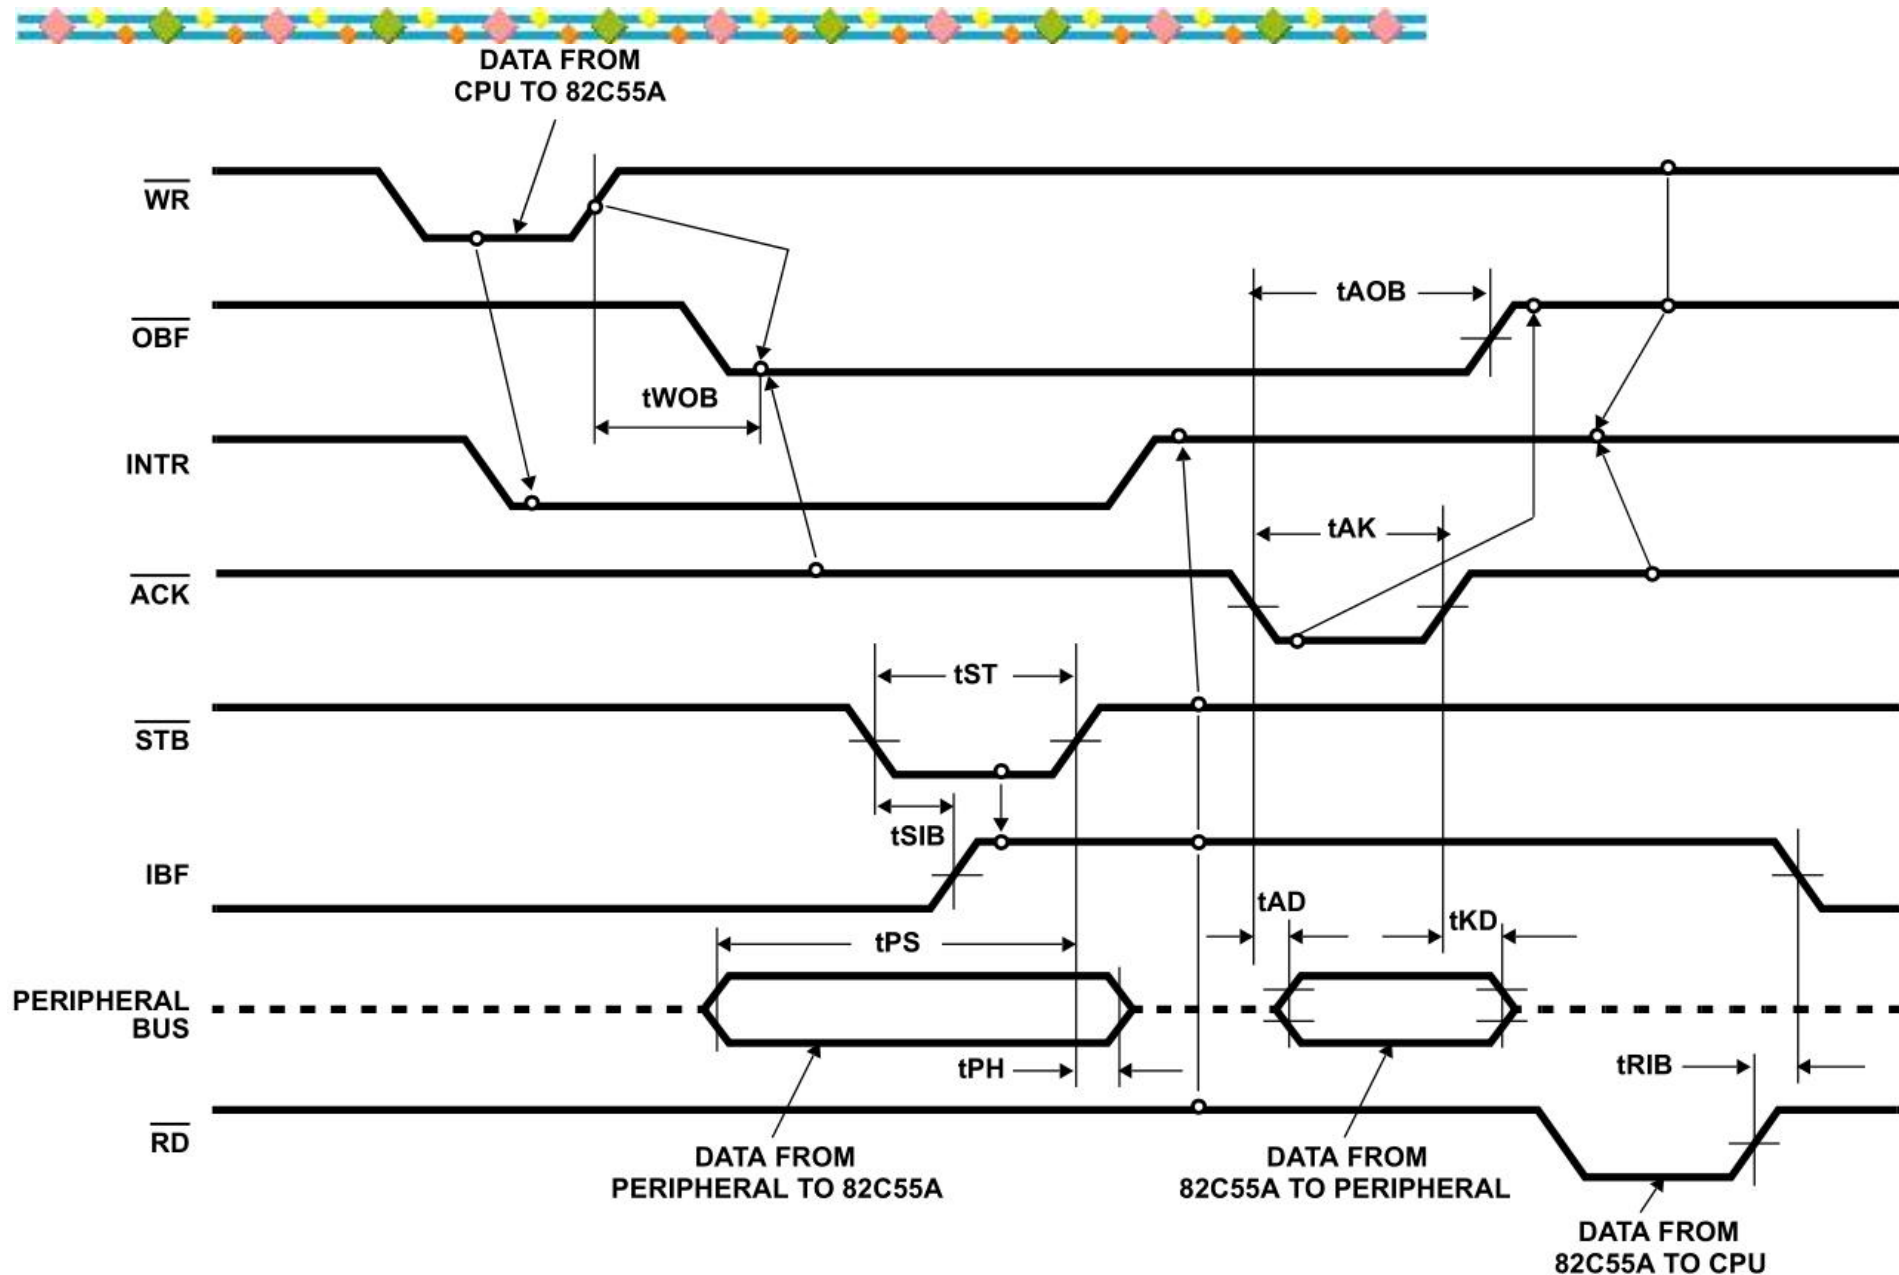 DATA FROM
CPU TO 82C55A
WR
tAOB
OBF
tWOB
INTR
tAK
ACK
tST
STB
tSIB
IBF
tAD
tKD
tPS
PERIPHERAL
BUS
tPH
tRIB
RD
DATA FROM
PERIPHERAL TO 82C55A
DATA FROM
82C55A TO PERIPHERAL
DATA FROM
82C55A TO CPU